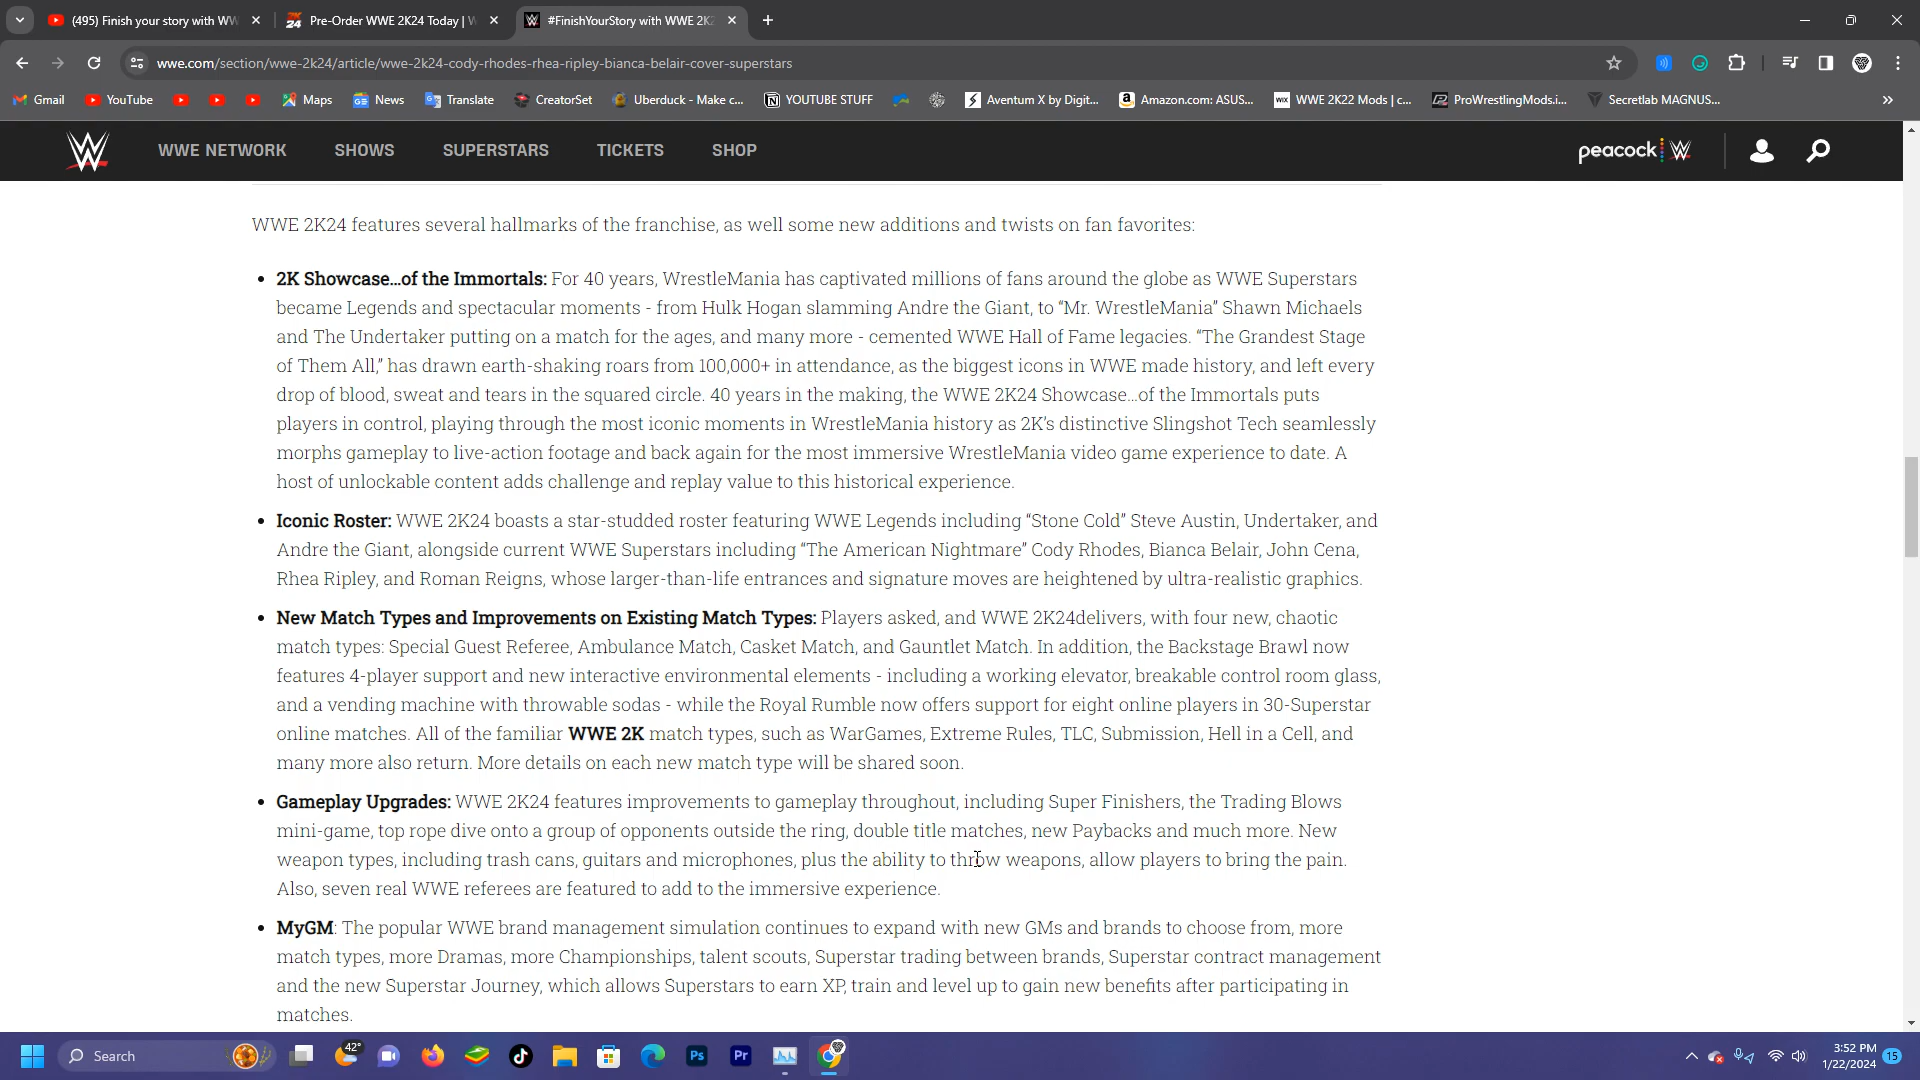 (495) Finish your story with WW
Pre-Order WWE 2K24 Today | W
#FinishYourStory with WWE 2K2
wwe.com/section/wwe-2k24/article/wwe-2k24-cody-rhodes-rhea-ripley-bianca-belair-cover-superstars
Gmail YouTube Maps News Translate CreatorSet Uberduck - Make c... YOUTUBE STUFF Aventum X by Digit... Amazon.com: ASUS... WWE 2K22 Mods | c... ProWrestlingMods.i... Secretlab MAGNUS...
WWE NETWORK SHOWS SUPERSTARS TICKETS SHOP peacock
WWE 2K24 features several hallmarks of the franchise, as well some new additions and twists on fan favorites:
• 2K Showcase…of the Immortals: For 40 years, WrestleMania has captivated millions of fans around the globe as WWE Superstars
became Legends and spectacular moments - from Hulk Hogan slamming Andre the Giant, to “Mr. WrestleMania” Shawn Michaels
and The Undertaker putting on a match for the ages, and many more - cemented WWE Hall of Fame legacies. “The Grandest Stage
of Them All,” has drawn earth-shaking roars from 100,000+ in attendance, as the biggest icons in WWE made history, and left every
drop of blood, sweat and tears in the squared circle. 40 years in the making, the WWE 2K24 Showcase…of the Immortals puts
players in control, playing through the most iconic moments in WrestleMania history as 2K’s distinctive Slingshot Tech seamlessly
morphs gameplay to live-action footage and back again for the most immersive WrestleMania video game experience to date. A
host of unlockable content adds challenge and replay value to this historical experience.
• Iconic Roster: WWE 2K24 boasts a star-studded roster featuring WWE Legends including “Stone Cold” Steve Austin, Undertaker, and
Andre the Giant, alongside current WWE Superstars including “The American Nightmare” Cody Rhodes, Bianca Belair, John Cena,
Rhea Ripley, and Roman Reigns, whose larger-than-life entrances and signature moves are heightened by ultra-realistic graphics.
• New Match Types and Improvements on Existing Match Types: Players asked, and WWE 2K24delivers, with four new, chaotic
match types: Special Guest Referee, Ambulance Match, Casket Match, and Gauntlet Match. In addition, the Backstage Brawl now
features 4-player support and new interactive environmental elements - including a working elevator, breakable control room glass,
and a vending machine with throwable sodas - while the Royal Rumble now offers support for eight online players in 30-Superstar
online matches. All of the familiar WWE 2K match types, such as WarGames, Extreme Rules, TLC, Submission, Hell in a Cell, and
many more also return. More details on each new match type will be shared soon.
• Gameplay Upgrades: WWE 2K24 features improvements to gameplay throughout, including Super Finishers, the Trading Blows
mini-game, top rope dive onto a group of opponents outside the ring, double title matches, new Paybacks and much more. New
weapon types, including trash cans, guitars and microphones, plus the ability to throw weapons, allow players to bring the pain.
Also, seven real WWE referees are featured to add to the immersive experience.
• MyGM: The popular WWE brand management simulation continues to expand with new GMs and brands to choose from, more
match types, more Dramas, more Championships, talent scouts, Superstar trading between brands, Superstar contract management
and the new Superstar Journey, which allows Superstars to earn XP, train and level up to gain new benefits after participating in
matches.
Search 42° Ps Pr 3:52 PM
1/22/2024 15